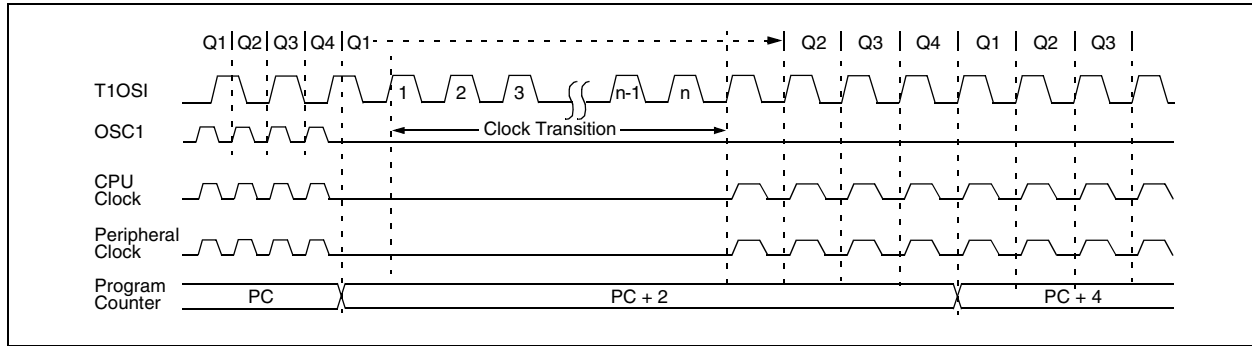 Q1 Q2 Q3 Q4 Q1 Q2 Q3 Q4 Q1 Q2 Q3
T1OSI
1 2 3 n-1 n
OSC1
Clock Transition
CPU
Clock
Peripheral
Clock
Program
Counter
PC PC + 2 PC + 4